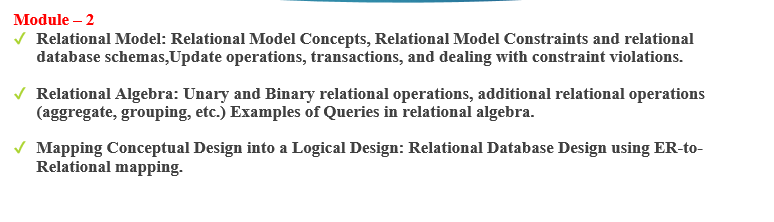 Module – 2
✓ Relational Model: Relational Model Concepts, Relational Model Constraints and relational
database schemas,Update operations, transactions, and dealing with constraint violations.
✓ Relational Algebra: Unary and Binary relational operations, additional relational operations
(aggregate, grouping, etc.) Examples of Queries in relational algebra.
✓ Mapping Conceptual Design into a Logical Design: Relational Database Design using ER-to-
Relational mapping.